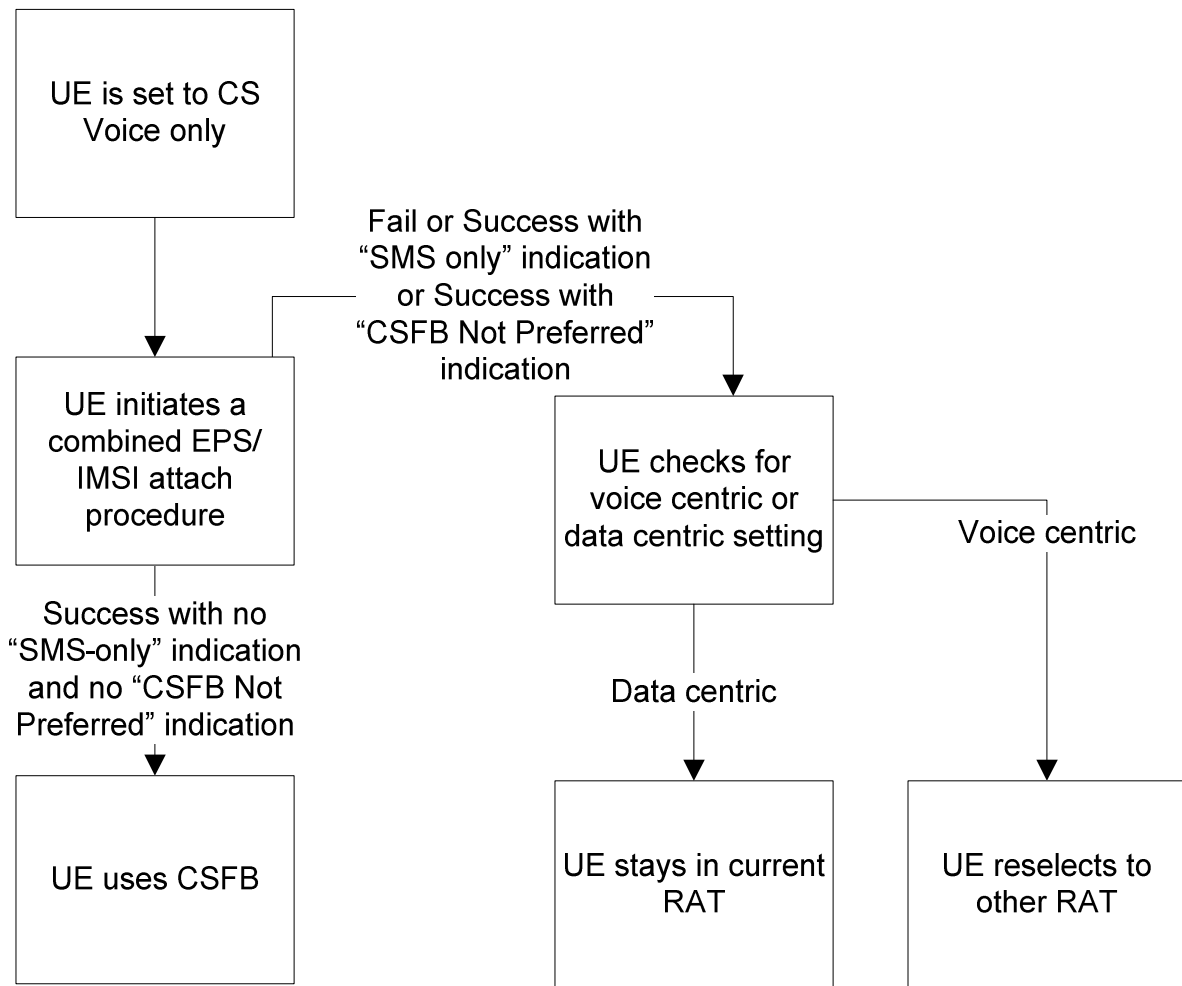 UE is set to CS
Voice only
Fail or Success with
“SMS only” indication
or Success with
“CSFB Not Preferred”
indication
UE initiates a
combined EPS/
IMSI attach
procedure
UE checks for
voice centric or
data centric setting
Voice centric
Success with no
“SMS-only” indication
and no “CSFB Not
Preferred” indication
Data centric
UE uses CSFB
UE stays in current
RAT
UE reselects to
other RAT